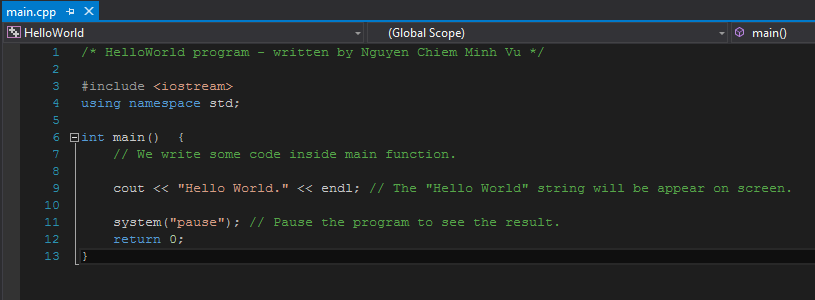 main.cpp
HelloWorld (Global Scope) main()
1 /* HelloWorld program - written by Nguyen Chiem Minh Vu */
2
3 #include <iostream>
4 using namespace std;
5
6 int main()  {
7     // We write some code inside main function.
8
9     cout << "Hello World." << endl; // The "Hello World" string will be appear on screen.
10
11     system("pause"); // Pause the program to see the result.
12     return 0;
13 }